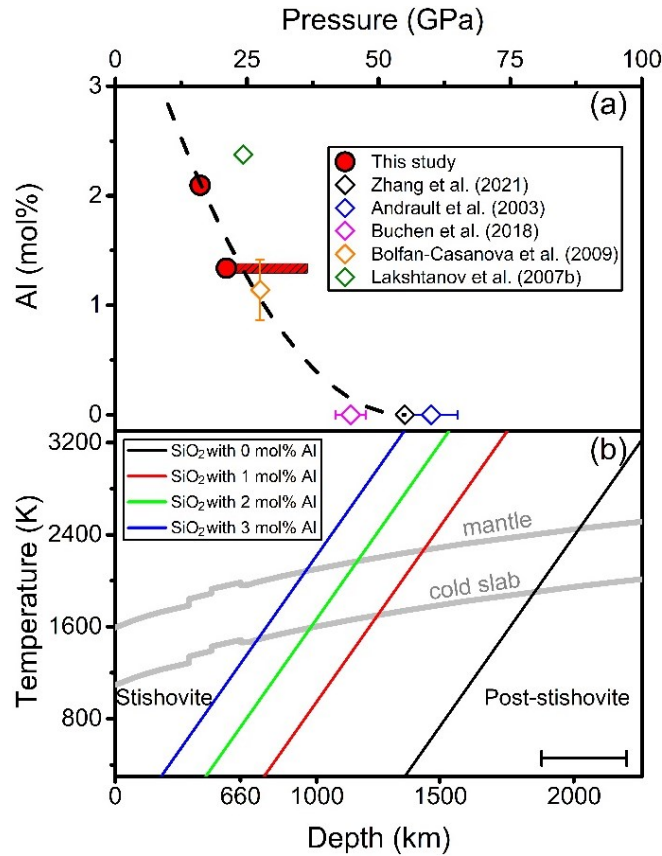 Pressure (GPa)
0 25 50 75 100
(a)
Al (mol%)
3
2
1
0
This study
Zhang et al. (2021)
Andrault et al. (2003)
Buchen et al. (2018)
Bolfan-Casanova et al. (2009)
Lakshtanov et al. (2007b)
(b)
Temperature (K)
3200
2400
1600
800
SiO₂ with 0 mol% Al
SiO₂ with 1 mol% Al
SiO₂ with 2 mol% Al
SiO₂ with 3 mol% Al
mantle
cold slab
Stishovite
Post-stishovite
0 660 1000 1500 2000
Depth (km)